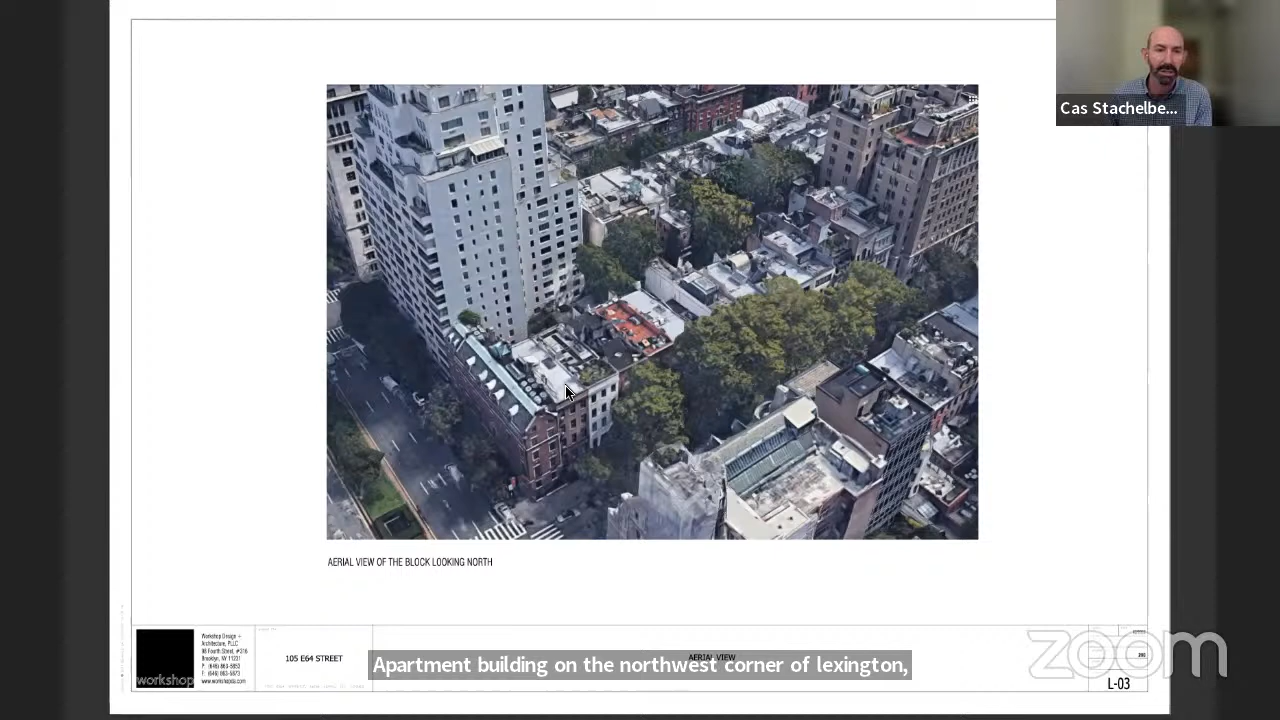 Cas Stachelbe...
AERIAL VIEW OF THE BLOCK LOOKING NORTH
Workshop Design +
Architecture, PLLC
Brooklyn, NY 11201
workshop
105 E64 STREET
AERIAL VIEW
Apartment building on the northwest corner of lexington,
zoom
L-03